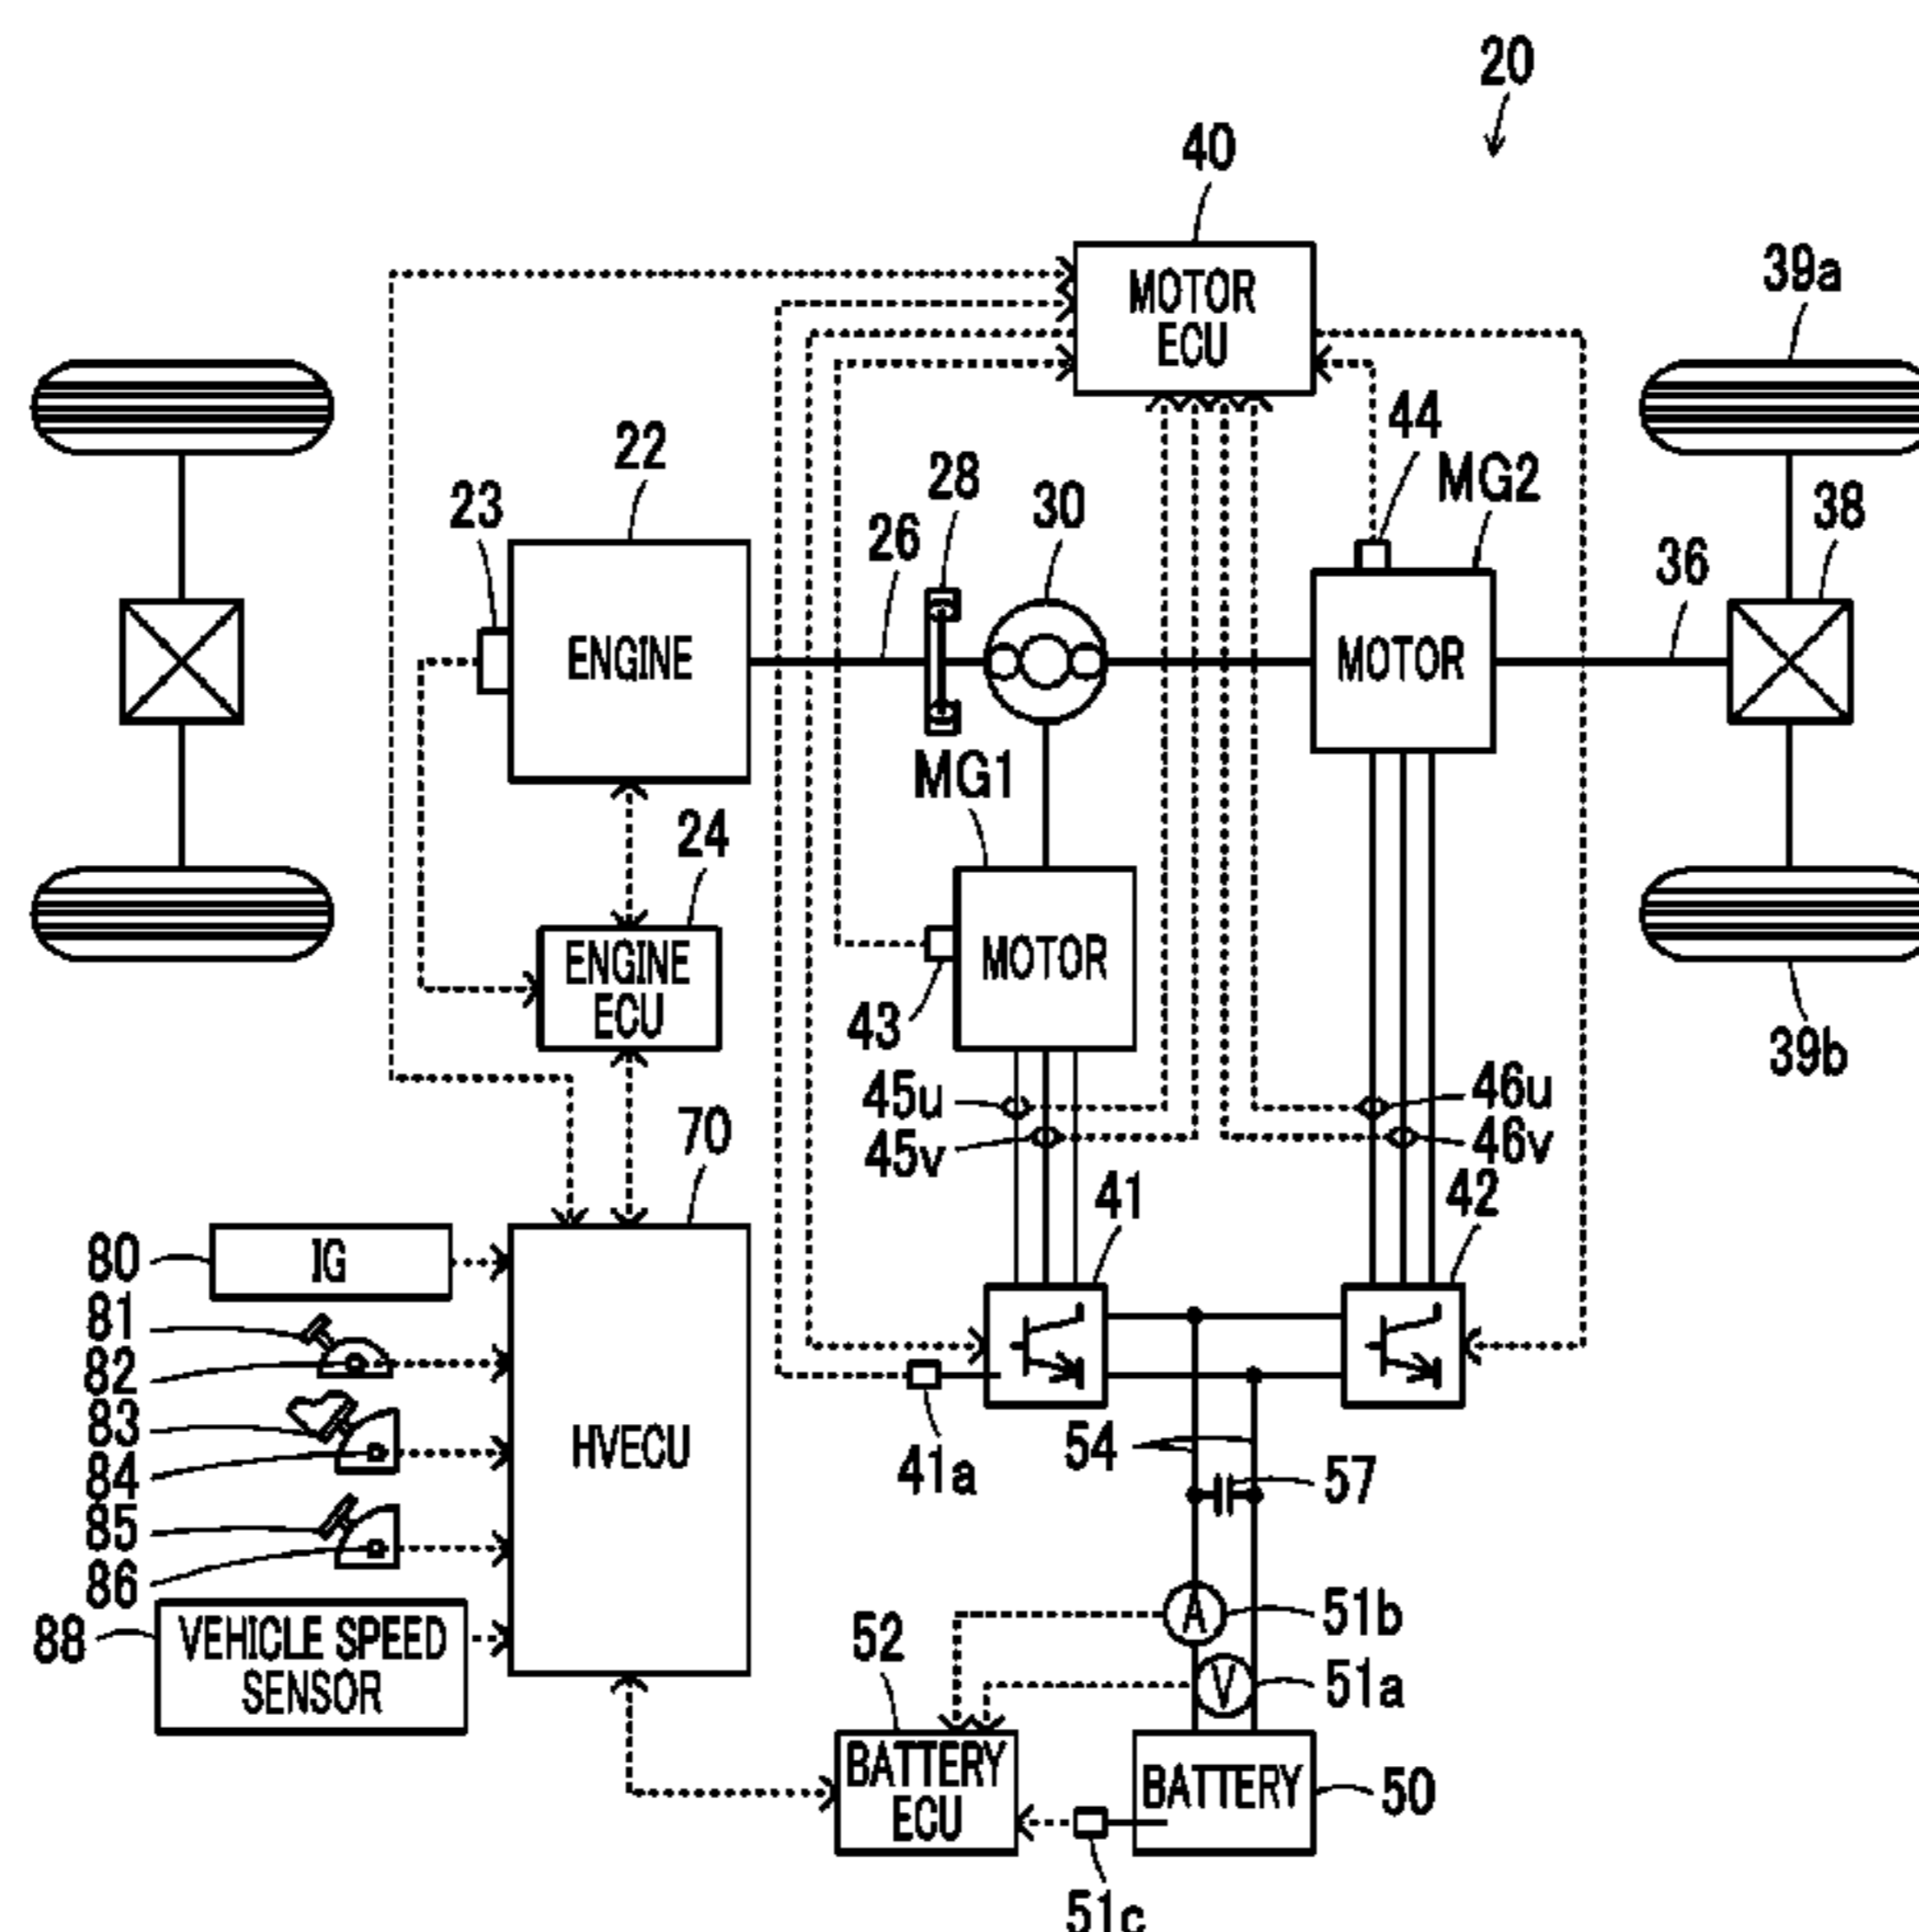 20
40
MOTOR
ECU
39a
22
23
28
26
30
44
MG2
38
36
ENGINE
MOTOR
MG1
24
ENGINE
ECU
MOTOR
43
39b
45u
45v
46u
46v
70
41
42
80
IG
81
82
83
84
85
86
HVECU
41a
54
57
88
VEHICLE SPEED
SENSOR
52
A
51b
V
51a
BATTERY
ECU
BATTERY
50
51c